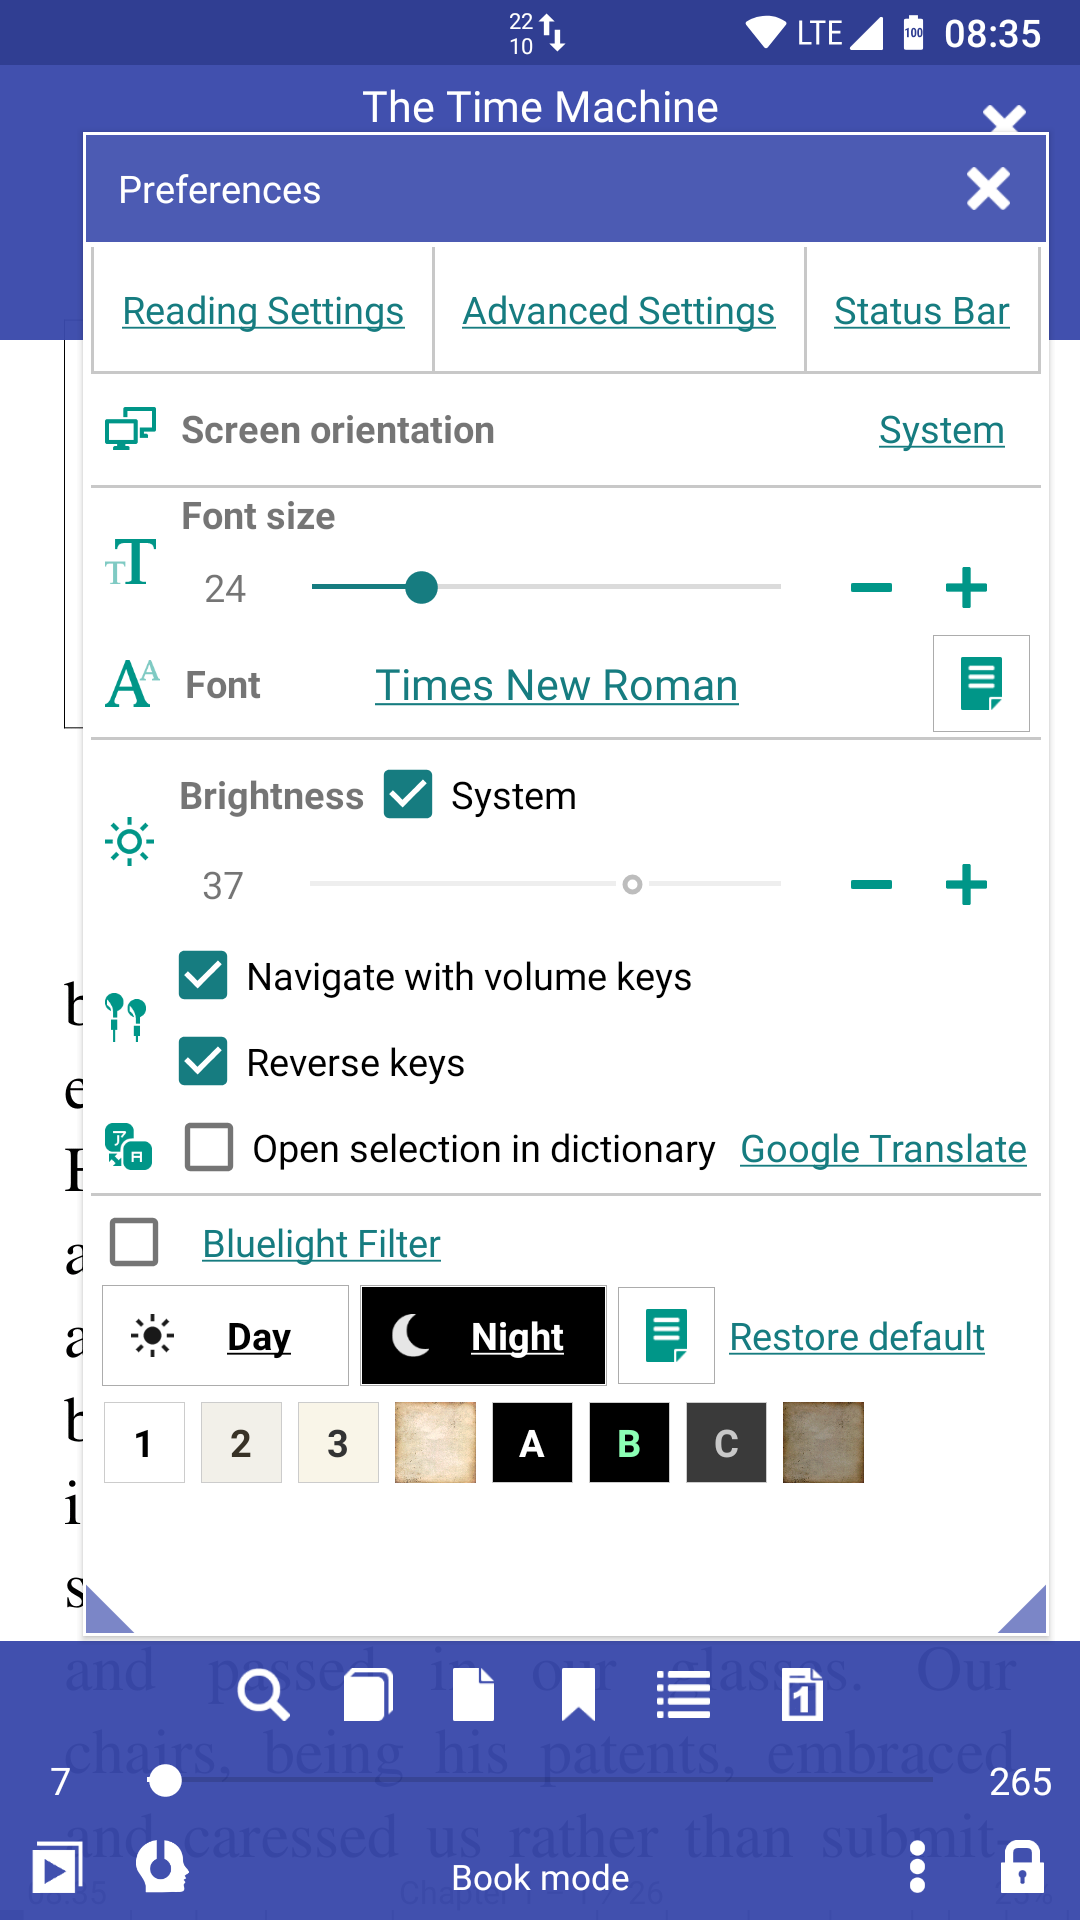 22
10
LTE
100
08:35
The Time Machine
Preferences
Reading Settings
Advanced Settings
Status Bar
Screen orientation
System
Font size
24
Font
Times New Roman
Brightness
System
37
Navigate with volume keys
Reverse keys
Open selection in dictionary
Google Translate
Bluelight Filter
Day
Night
Restore default
1
2
3
A
B
C
and passed in our glasses. Our
1
chairs, being his patents, embraced
7
265
and caressed us rather than submit-
Book mode